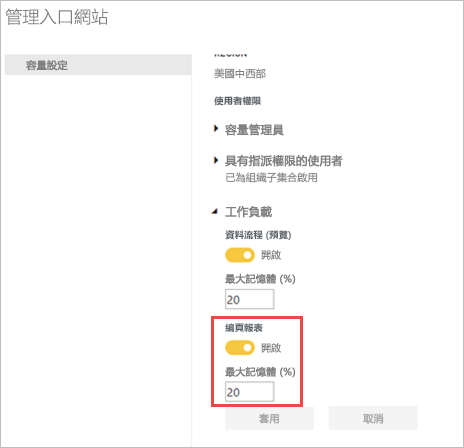 管理入口網站
容量設定
REGION
美國中西部
使用者權限
容量管理員
具有指派權限的使用者
已為組織子集合啟用
工作負載
資料流程 (預覽)
開啟
最大記憶體 (%)
20
編頁報表
開啟
最大記憶體 (%)
20
套用 取消